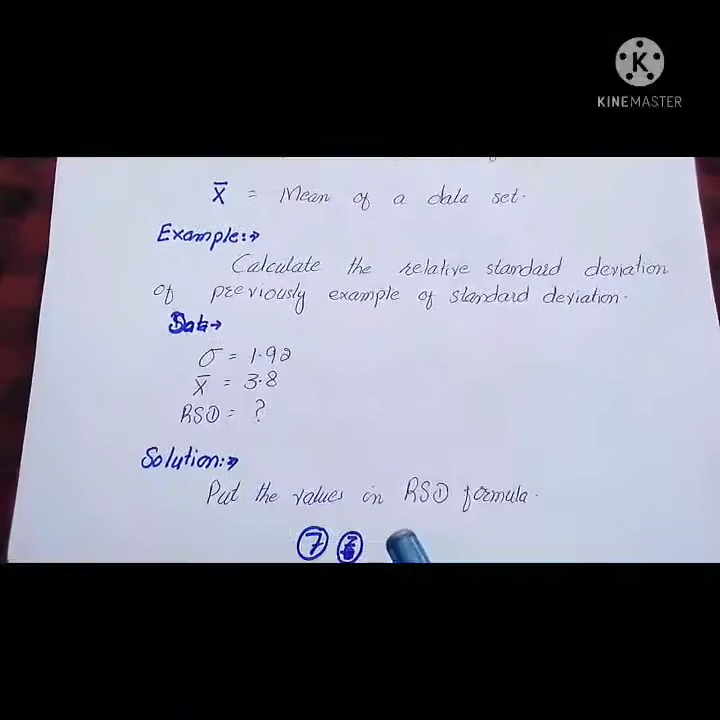 KINEMASTER
X̄ = Mean of a data set.
Example:→
Calculate the relative standard deviation
of previously example of standard deviation.
Data→
σ = 1.92
X̄ = 3.8
RSD = ?
Solution:→
Put the values in RSD formula.
7